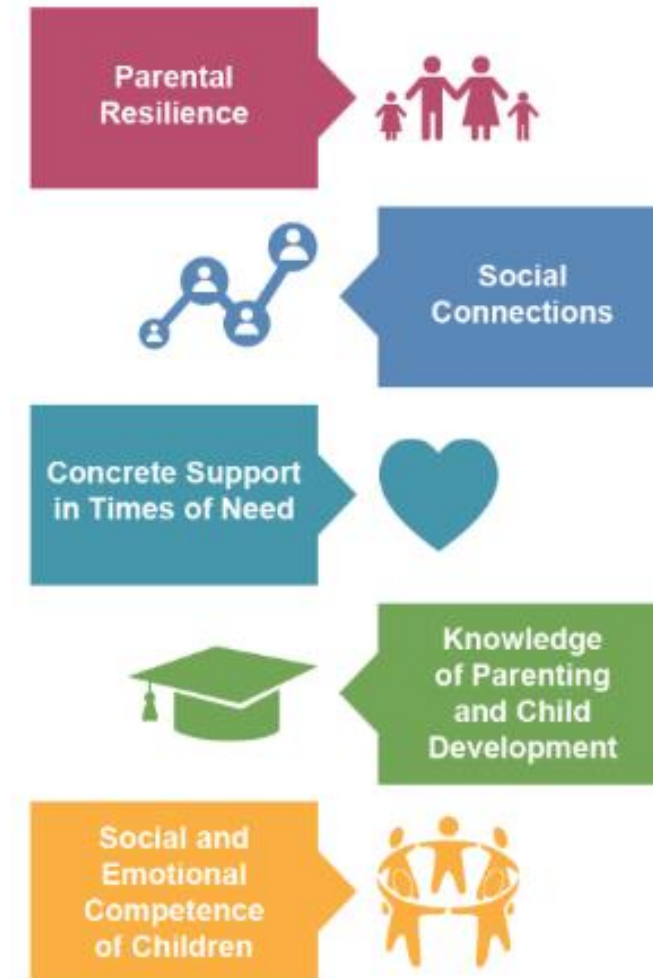 Parental
Resilience
Social
Connections
Concrete Support
in Times of Need
Knowledge
of Parenting
and Child
Development
Social and
Emotional
Competence
of Children